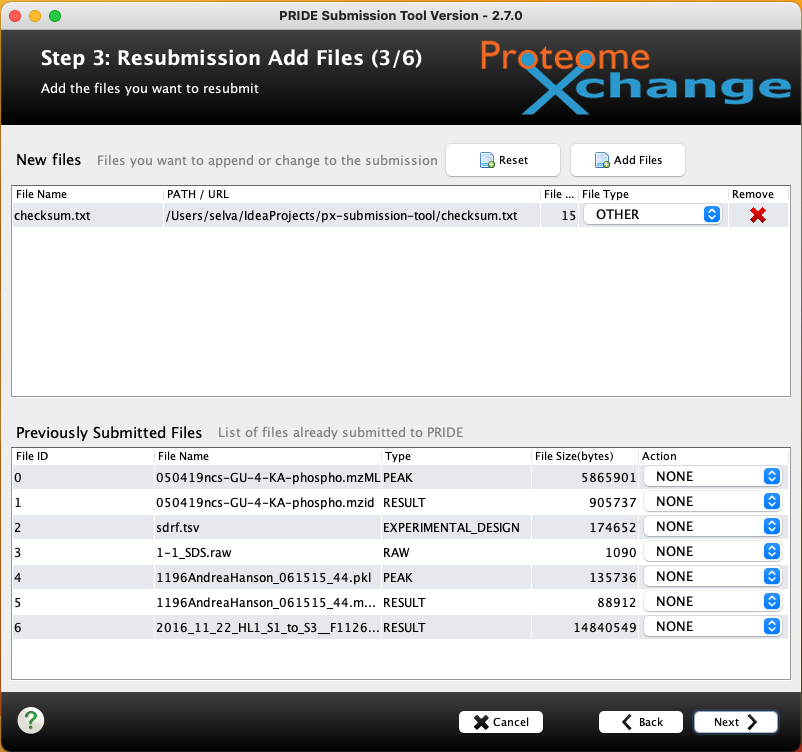 PRIDE Submission Tool Version - 2.7.0
Step 3: Resubmission Add Files (3/6)
Add the files you want to resubmit
Proteome
Xchange
New files Files you want to append or change to the submission Reset Add Files
File Name PATH / URL File ... File Type Remove
checksum.txt /Users/selva/IdeaProjects/px-submission-tool/checksum.txt 15 OTHER
Previously Submitted Files List of files already submitted to PRIDE
File ID File Name Type File Size(bytes) Action
0 050419ncs-GU-4-KA-phospho.mzML PEAK 5865901 NONE
1 050419ncs-GU-4-KA-phospho.mzid RESULT 905737 NONE
2 sdrf.tsv EXPERIMENTAL_DESIGN 174652 NONE
3 1-1_SDS.raw RAW 1090 NONE
4 1196AndreaHanson_061515_44.pkl PEAK 135736 NONE
5 1196AndreaHanson_061515_44.m... RESULT 88912 NONE
6 2016_11_22_HL1_S1_to_S3__F1126... RESULT 14840549 NONE
? Cancel Back Next